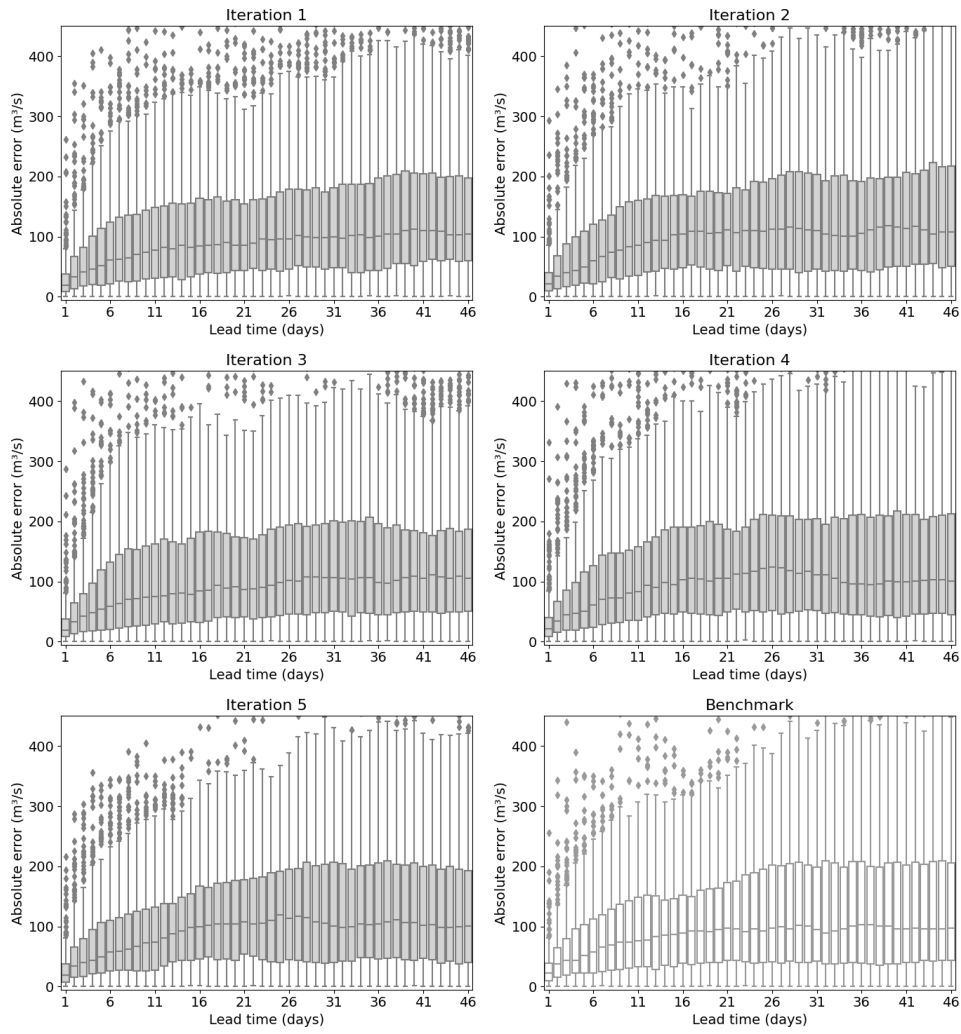 Iteration 1
Iteration 2
Absolute error (m³/s)
400
300
200
100
0
1 6 11 16 21 26 31 36 41 46
Lead time (days)
Absolute error (m³/s)
400
300
200
100
0
1 6 11 16 21 26 31 36 41 46
Lead time (days)
Iteration 3
Iteration 4
Absolute error (m³/s)
400
300
200
100
0
1 6 11 16 21 26 31 36 41 46
Lead time (days)
Absolute error (m³/s)
400
300
200
100
0
1 6 11 16 21 26 31 36 41 46
Lead time (days)
Iteration 5
Benchmark
Absolute error (m³/s)
400
300
200
100
0
1 6 11 16 21 26 31 36 41 46
Lead time (days)
Absolute error (m³/s)
400
300
200
100
0
1 6 11 16 21 26 31 36 41 46
Lead time (days)